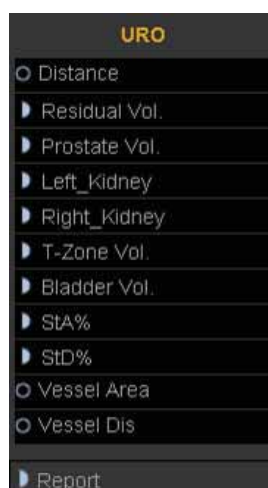 URO
Distance
Residual Vol.
Prostate Vol.
Left_Kidney
Right_Kidney
T-Zone Vol.
Bladder Vol.
StA%
StD%
Vessel Area
Vessel Dis
Report